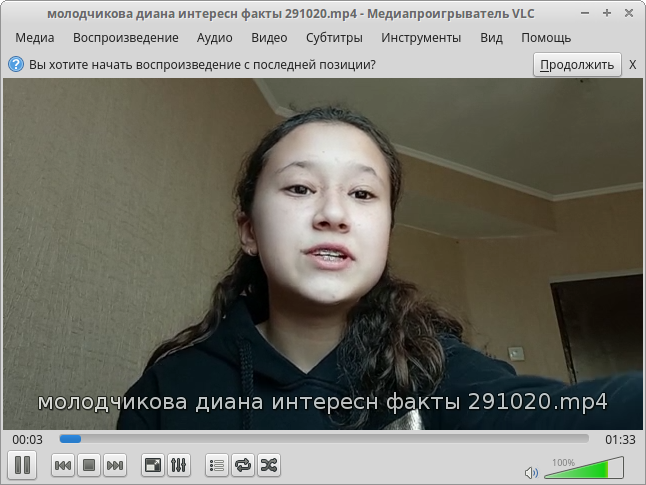 молодчикова диана интересн факты 291020.mp4 - Медиапроигрыватель VLC
Медиа Воспроизведение Аудио Видео Субтитры Инструменты Вид Помощь
Вы хотите начать воспроизведение с последней позиции? Продолжить X
молодчикова диана интересн факты 291020.mp4
00:03 01:33
100%